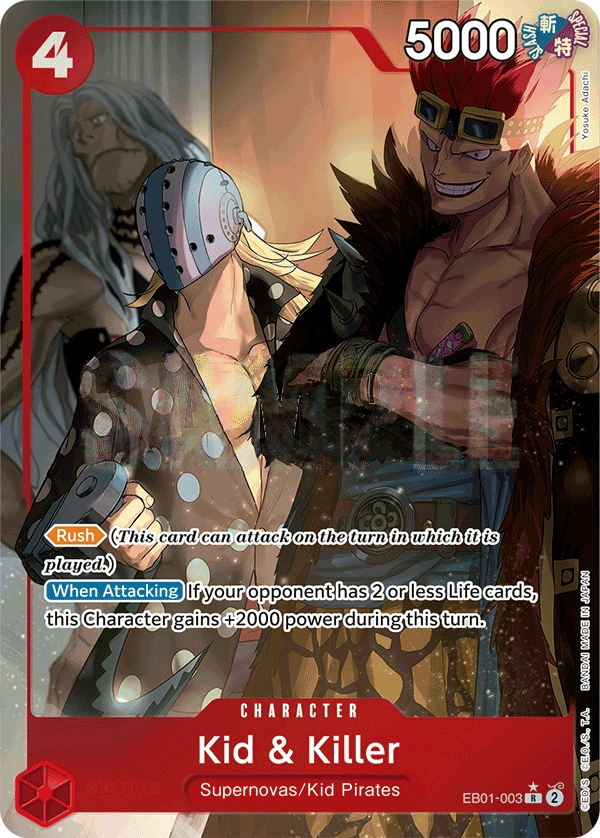 4
5000
SLASH 斬
特 SPECIAL
Yosuke Adachi
SAMPLE
Rush (This card can attack on the turn in which it is
played.)
When Attacking If your opponent has 2 or less Life cards,
this Character gains +2000 power during this turn.
CHARACTER
Kid & Killer
Supernovas/Kid Pirates
EB01-003 R 2
©EO/S ©E.O./S, T.A. BANDAI MADE IN JAPAN